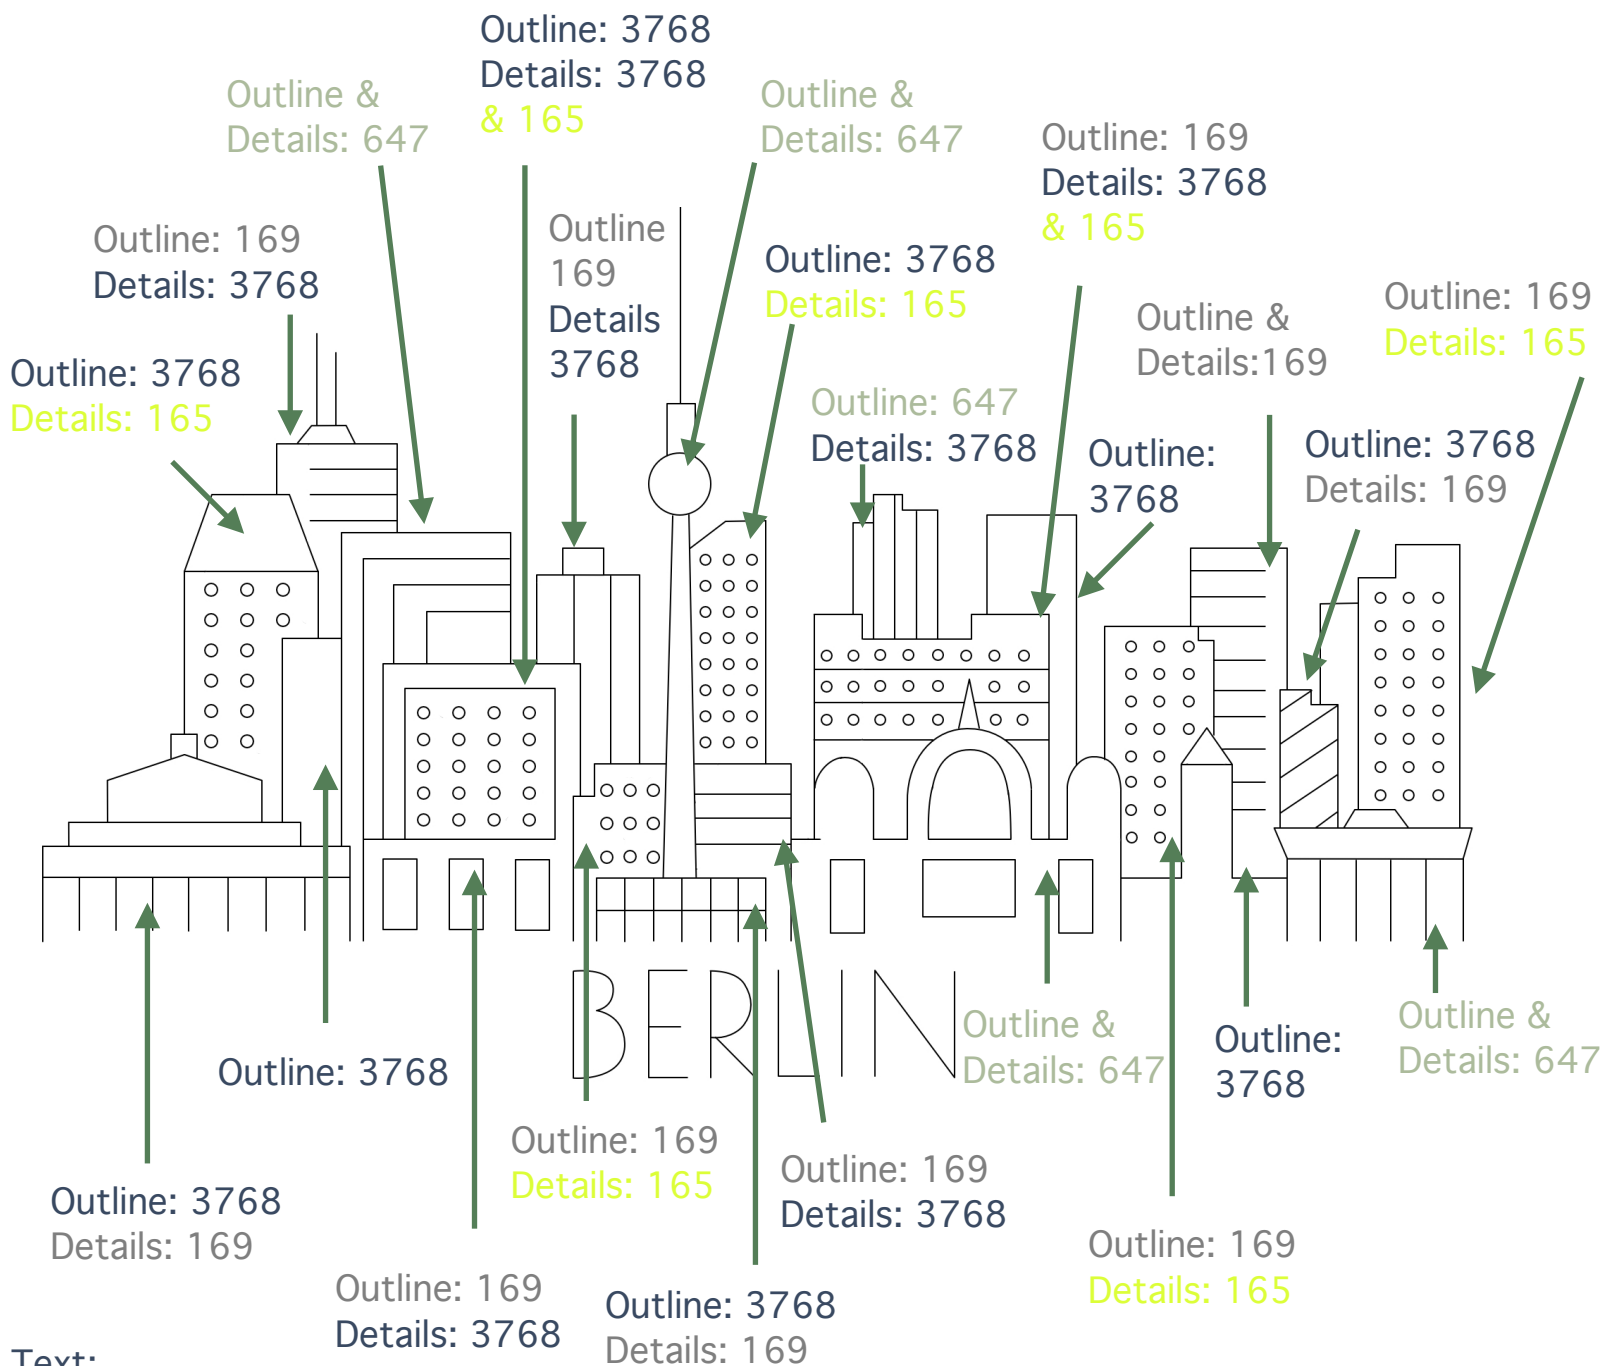 Outline: 3768
Details: 3768
& 165
Outline &
Details: 647
Outline &
Details: 647
Outline: 169
Details: 3768
& 165
Outline: 169
Details: 3768
Outline
169
Details
3768
Outline: 3768
Details: 165
Outline &
Details:169
Outline: 169
Details: 165
Outline: 3768
Details: 165
Outline: 647
Details: 3768
Outline:
3768
Outline: 3768
Details: 169
BERLIN
Outline &
Details: 647
Outline:
3768
Outline &
Details: 647
Outline: 3768
Outline: 169
Details: 165
Outline: 169
Details: 3768
Outline: 3768
Details: 169
Outline: 169
Details: 165
Outline: 169
Details: 3768
Outline: 3768
Details: 169
Text: